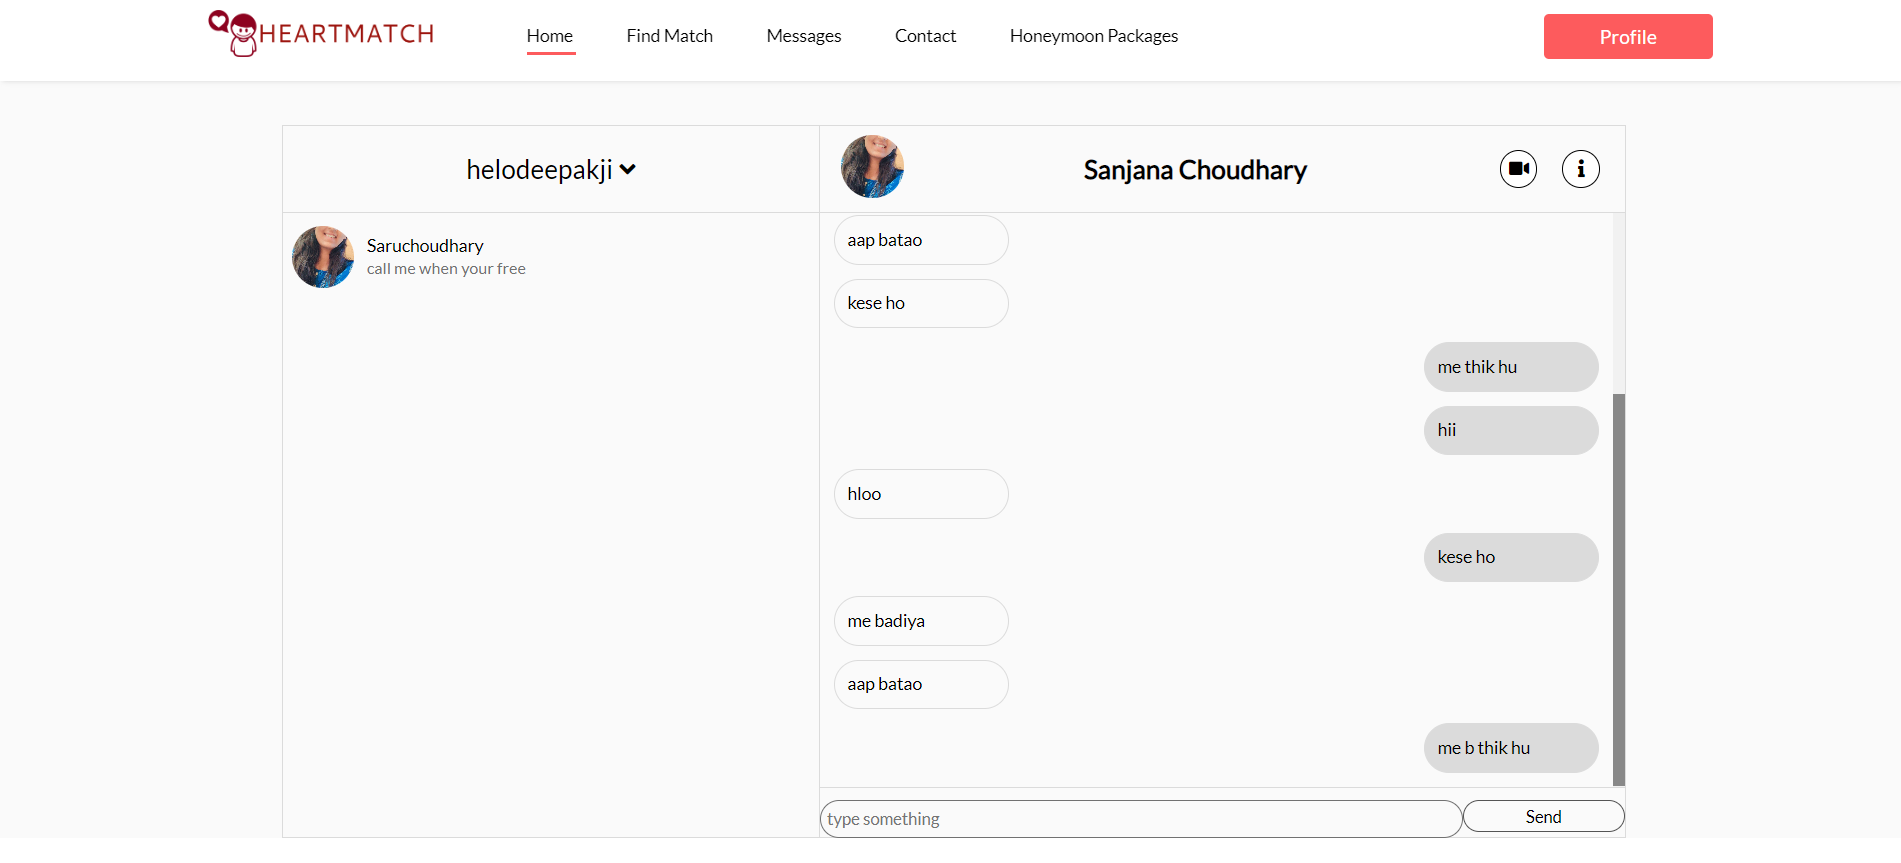 HEARTMATCH
Home
Find Match
Messages
Contact
Honeymoon Packages
Profile
helodeepakji
Saruchoudhary
call me when your free
Sanjana Choudhary
aap batao
kese ho
me thik hu
hii
hloo
kese ho
me badiya
aap batao
me b thik hu
type something
Send